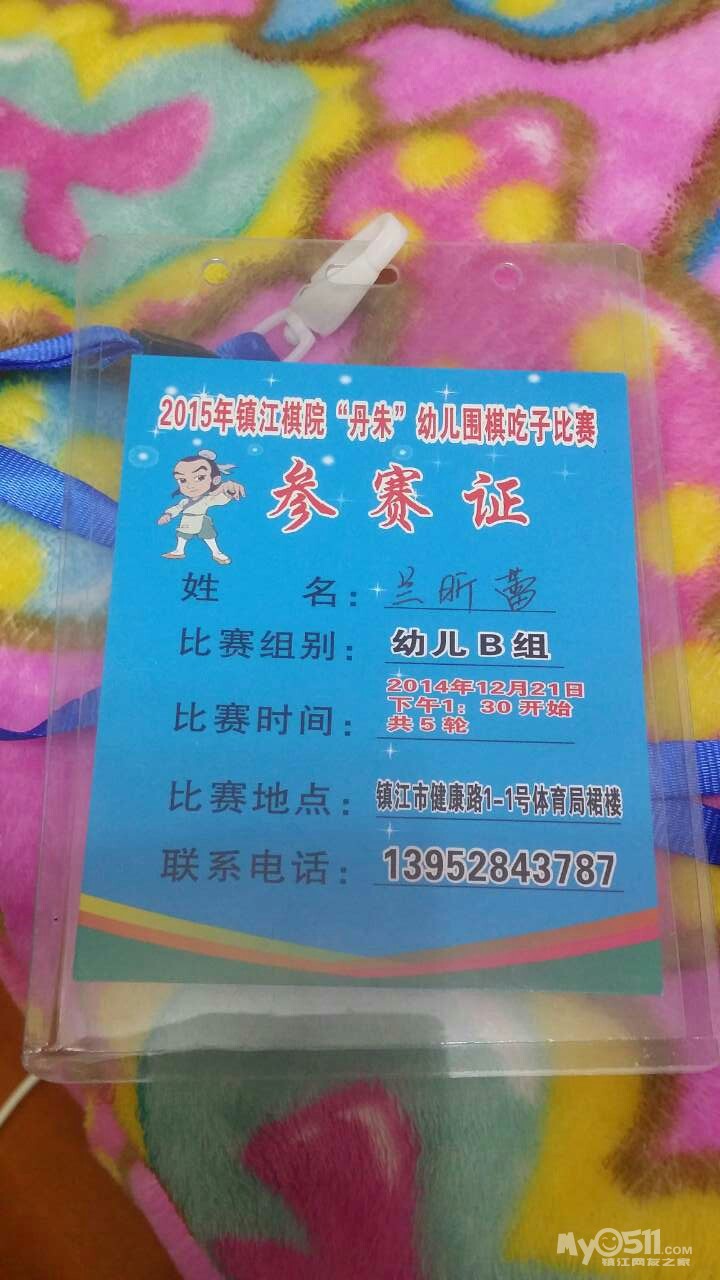 2015年镇江棋院“丹朱”幼儿围棋吃子比赛
参赛证
姓 名：兰昕蕾
比赛组别：幼儿B组
比赛时间：2014年12月21日
下午1：30开始
共5轮
比赛地点：镇江市健康路1-1号体育局裙楼
联系电话：13952843787
My0511.COM
镇江网友之家